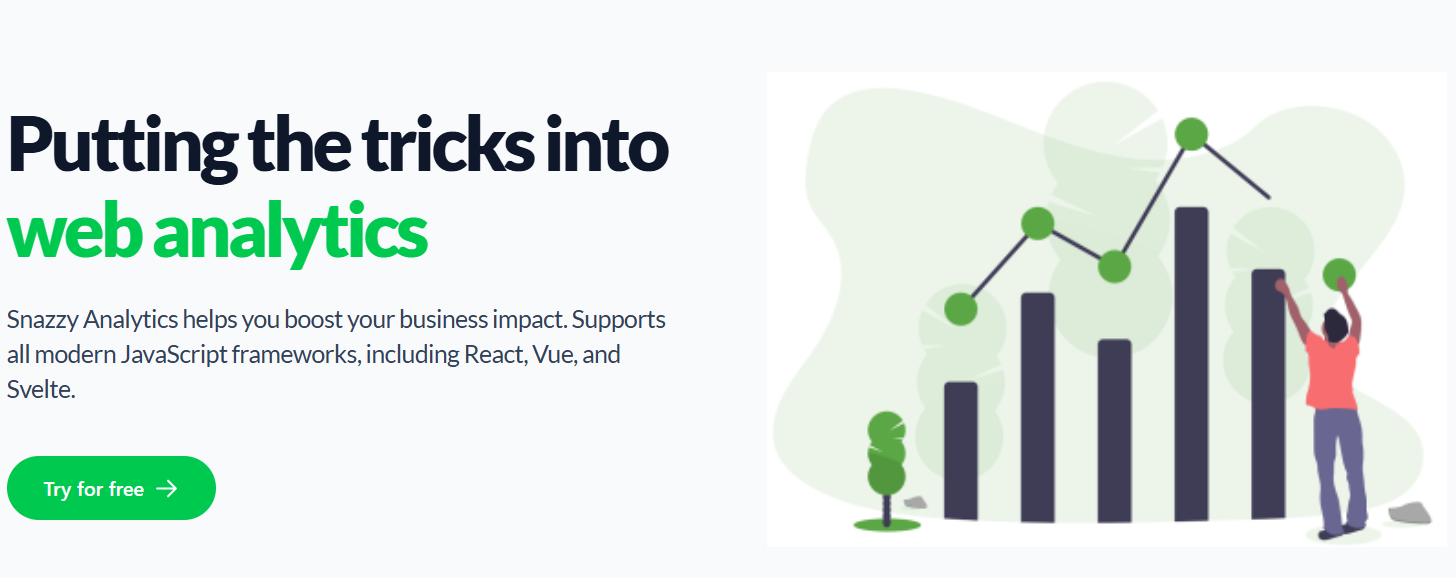 Putting the tricks into
web analytics
Snazzy Analytics helps you boost your business impact. Supports
all modern JavaScript frameworks, including React, Vue, and
Svelte.
Try for free →